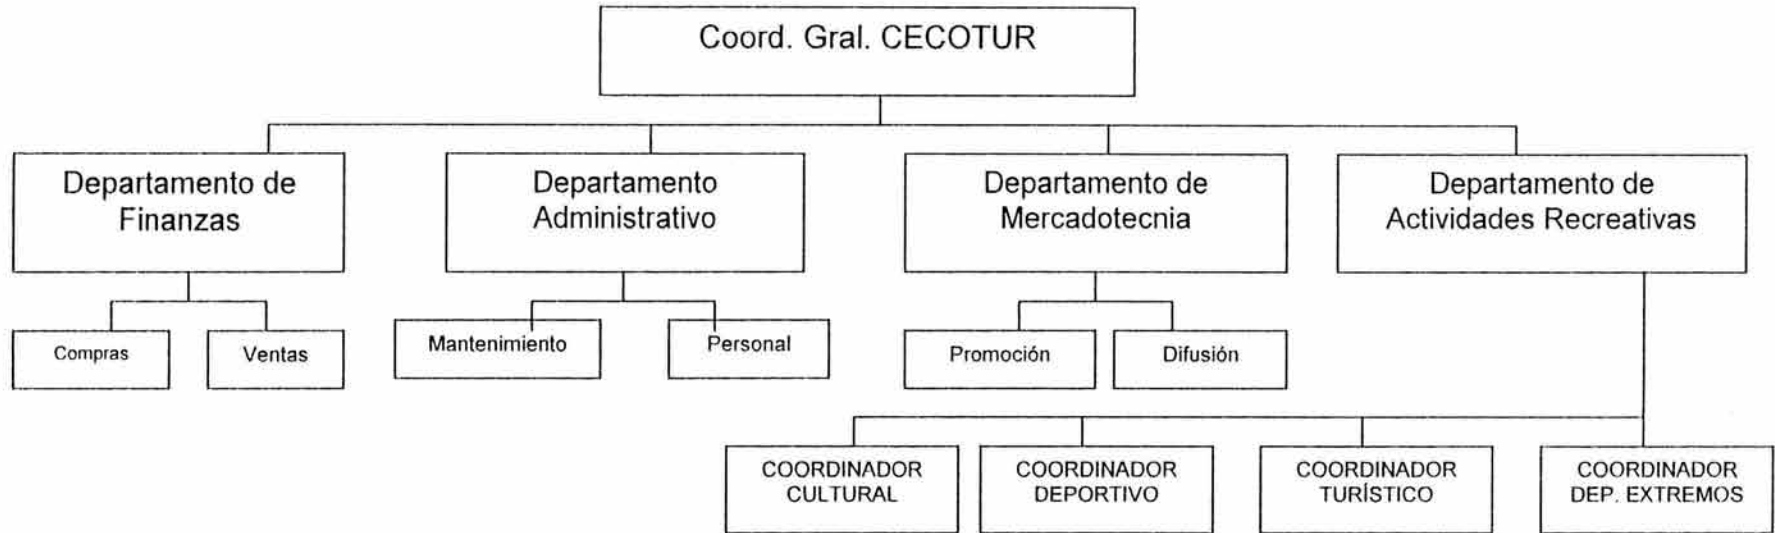 Coord. Gral. CECOTUR
Departamento de
Finanzas
Departamento
Administrativo
Departamento de
Mercadotecnia
Departamento de
Actividades Recreativas
Compras
Ventas
Mantenimiento
Personal
Promoción
Difusión
COORDINADOR
CULTURAL
COORDINADOR
DEPORTIVO
COORDINADOR
TURÍSTICO
COORDINADOR
DEP. EXTREMOS